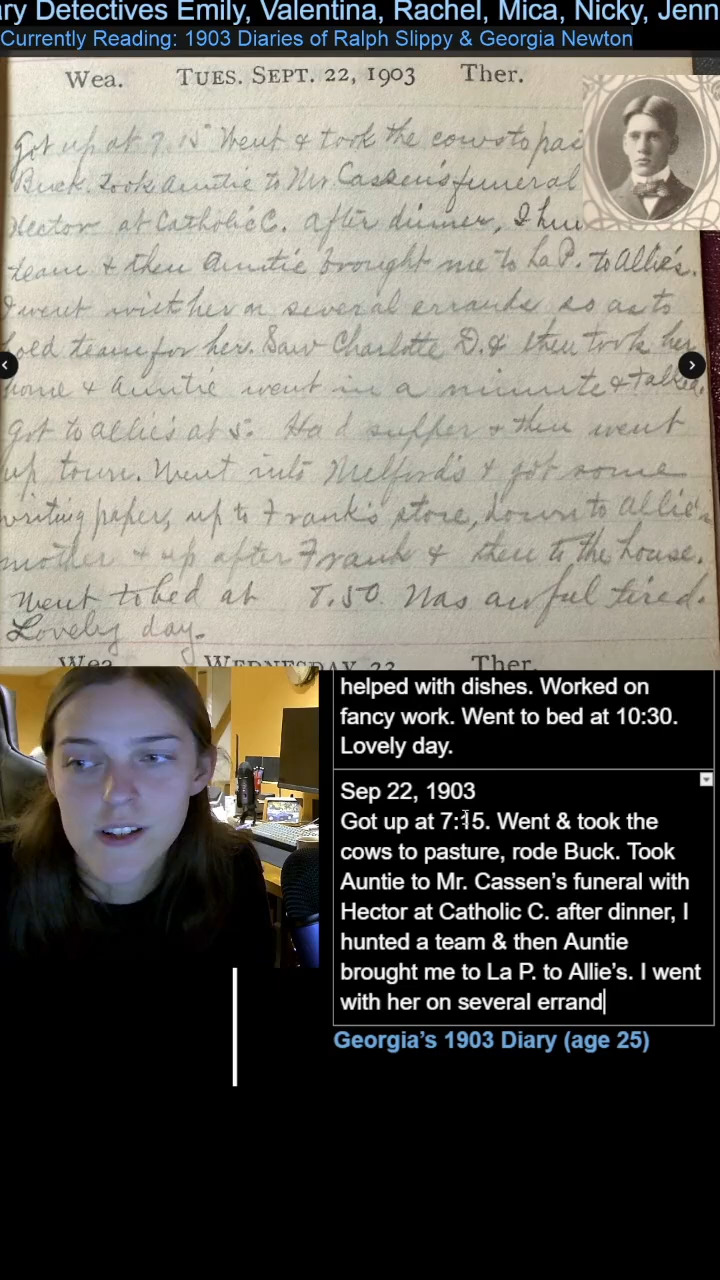 ry Detectives Emily, Valentina, Rachel, Mica, Nicky, Jenn
Currently Reading: 1903 Diaries of Ralph Slippy & Georgia Newton
Wea. TUES. SEPT. 22, 1903 Ther.
Got up at 7.15 Went & took the cows to pas
Buck. Took Auntie to Mr Cassen's funeral
Hector at Catholic C. after dinner, I hun
team & then Auntie brought me to La P. to Allie's.
I went with her on several errands so as to
hold team for her. Saw Charlotte D. & then took her
home & Auntie went in a minute & talked.
Got to Allie's at 5. Had supper & then went
up town. Went into Melford's & got some
writing paper, up to Frank's store, down to Allie's
mother & up after Frank & then to the house.
Went to bed at 8.50. Was awful tired.
Lovely day.
Wea. WEDNESDAY 23 Ther.
helped with dishes. Worked on
fancy work. Went to bed at 10:30.
Lovely day.
Sep 22, 1903
Got up at 7:15. Went & took the
cows to pasture, rode Buck. Took
Auntie to Mr. Cassen's funeral with
Hector at Catholic C. after dinner, I
hunted a team & then Auntie
brought me to La P. to Allie's. I went
with her on several errand
Georgia's 1903 Diary (age 25)